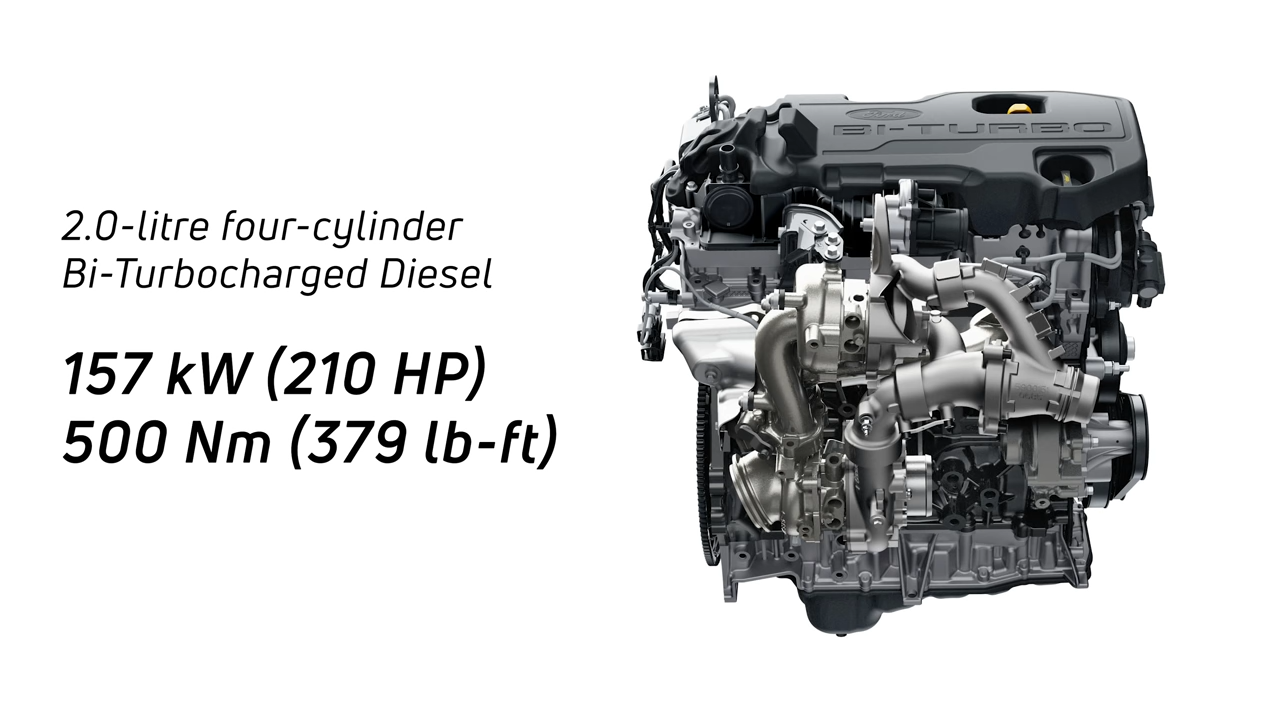 2.0-litre four-cylinder
Bi-Turbocharged Diesel
157 kW (210 HP)
500 Nm (379 lb-ft)
Ford
BI-TURBO